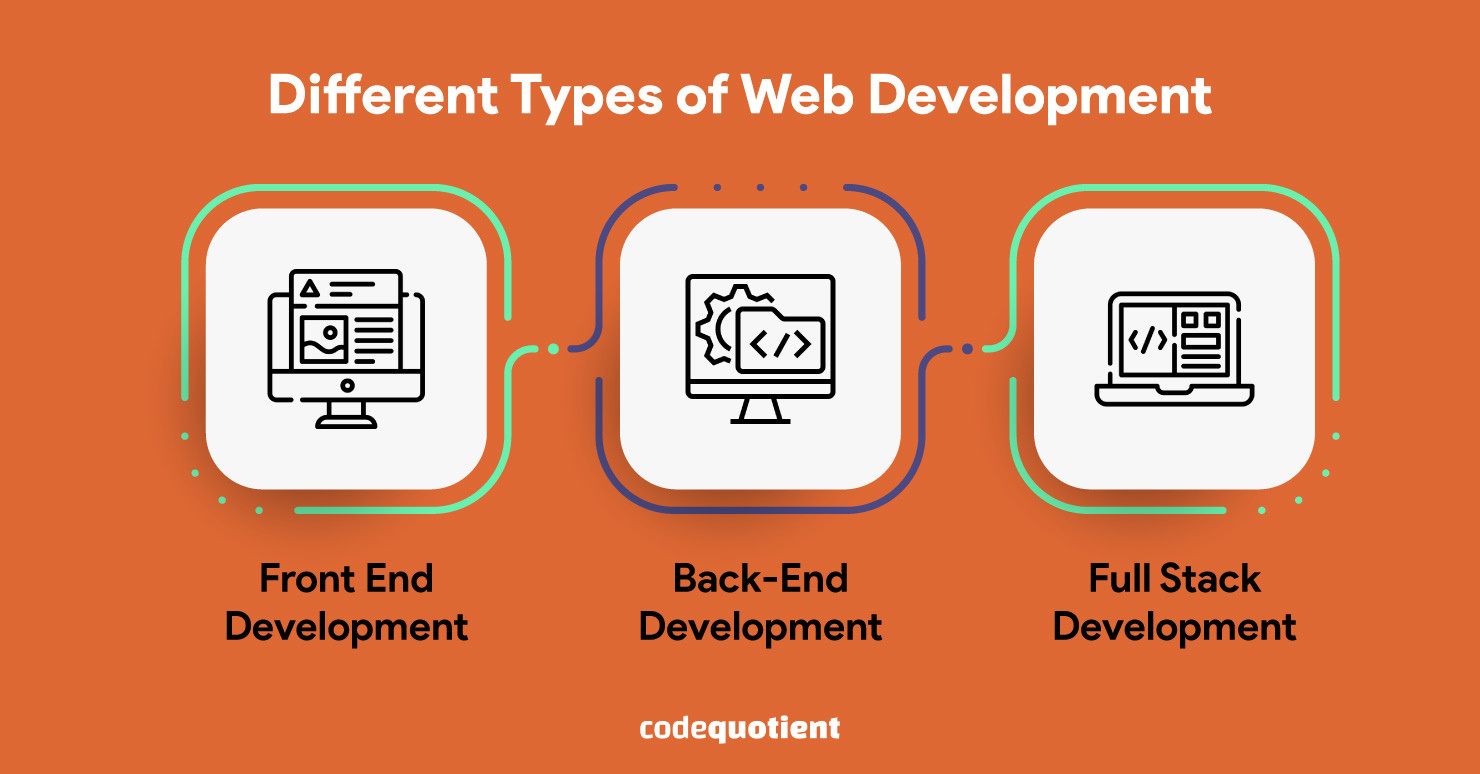 Different Types of Web Development
</>
</>
</>
Front End
Development
Back-End
Development
Full Stack
Development
codequotient